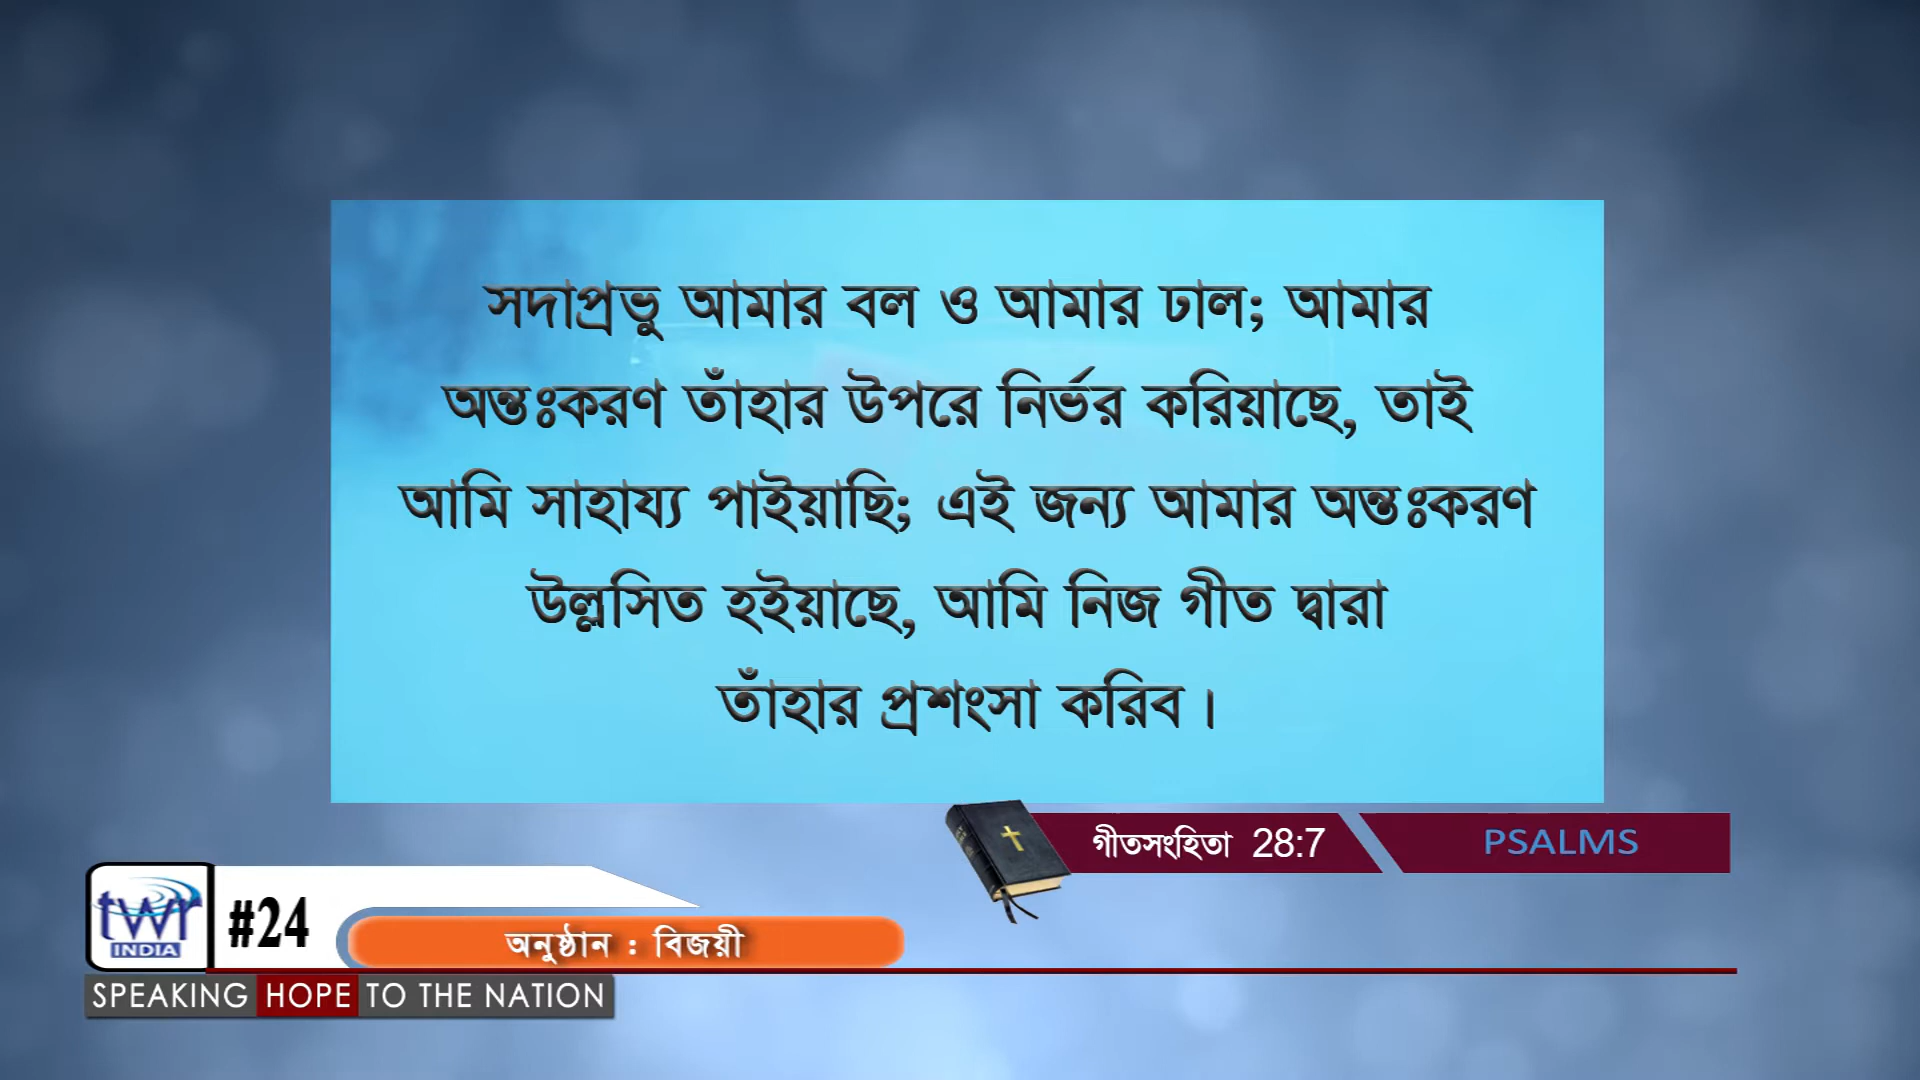 সদাপ্রভু আমার বল ও আমার ঢাল; আমার
অন্তঃকরণ তাঁহার উপরে নির্ভর করিয়াছে, তাই
আমি সাহায্য পাইয়াছি; এই জন্য আমার অন্তঃকরণ
উল্লসিত হইয়াছে, আমি নিজ গীত দ্বারা
তাঁহার প্রশংসা করিব।
গীতসংহিতা 28:7
PSALMS
twr
INDIA
#24
অনুষ্ঠান : বিজয়ী
SPEAKING HOPE TO THE NATION